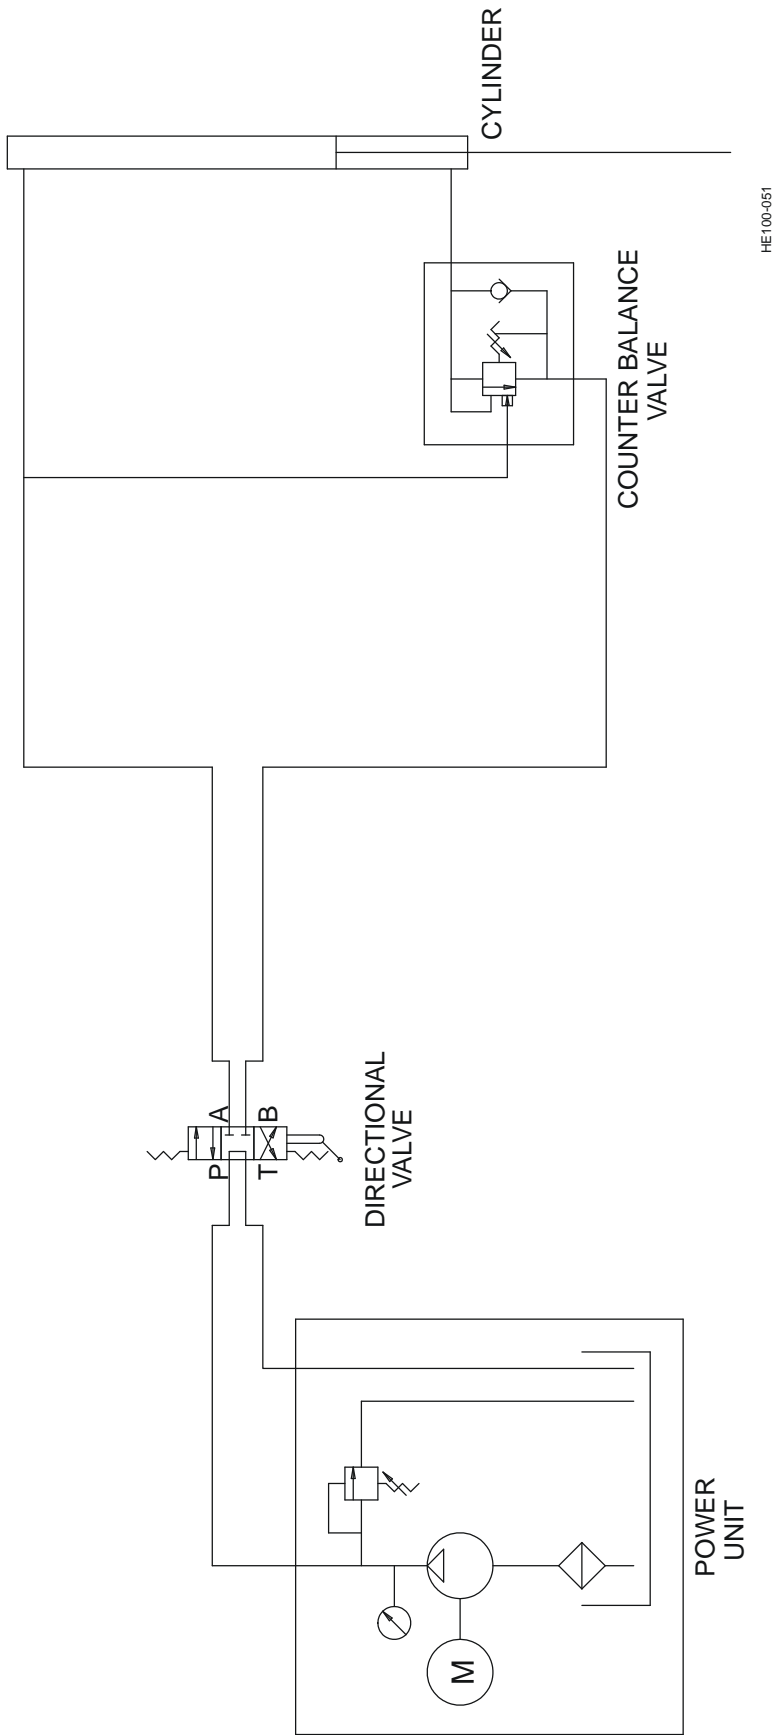 CYLINDER
HE100-051
COUNTER BALANCE
VALVE
A
B
P
T
DIRECTIONAL
VALVE
POWER
UNIT
M